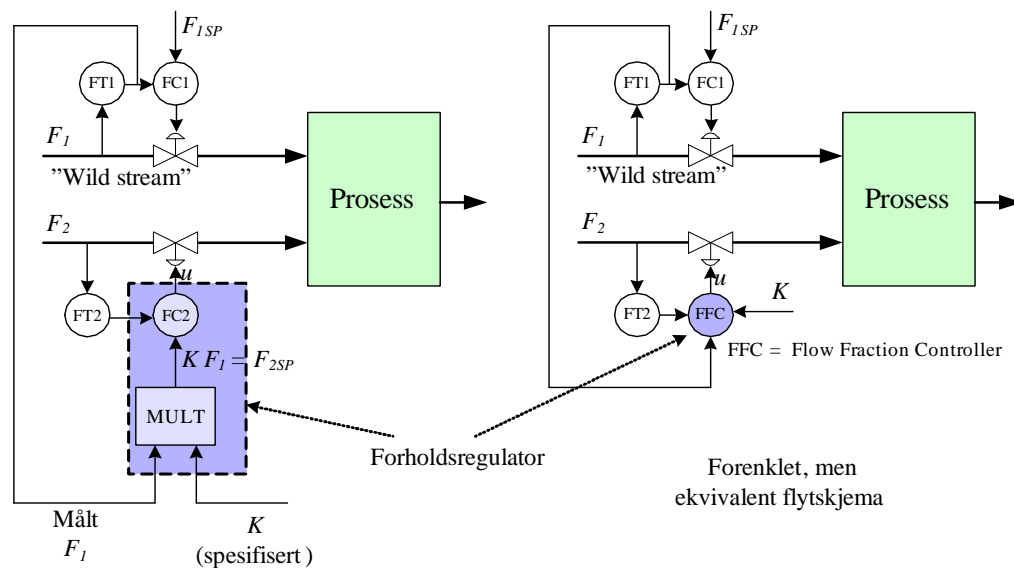 F1SP
FT1
FC1
F1
”Wild stream”
Prosess
F2
u
FT2
FC2
K F1 = F2SP
MULT
Målt
F1
K
(spesifisert)
Forholdsregulator
F1SP
FT1
FC1
F1
”Wild stream”
Prosess
F2
u
K
FT2
FFC
FFC = Flow Fraction Controller
Forenklet, men
ekvivalent flytskjema